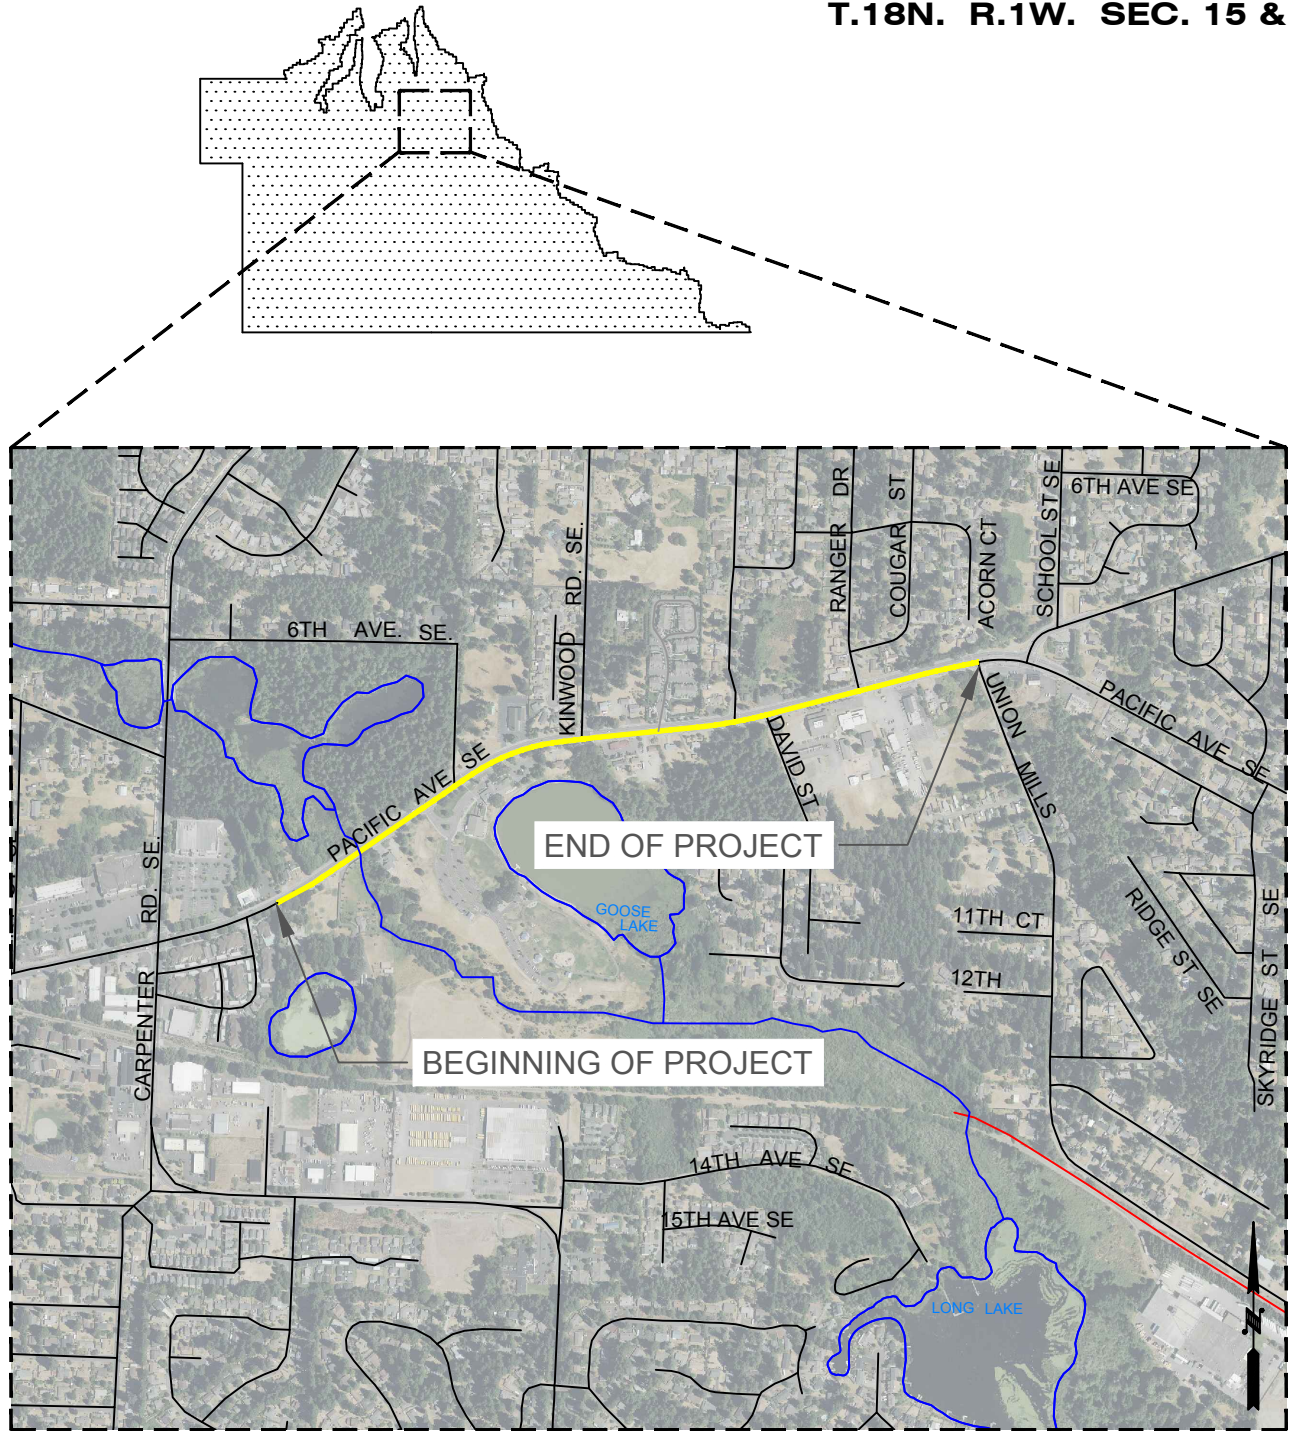 T.18N. R.1W. SEC. 15 &
RANGER DR
COUGAR ST
ACORN CT
SCHOOL ST SE
6TH AVE SE
KINWOOD RD. SE.
6TH AVE. SE.
PACIFIC AVE SE
UNION MILLS
PACIFIC AVE SE
DAVID ST
END OF PROJECT
CARPENTER RD. SE.
GOOSE
LAKE
11TH CT
12TH
RIDGE ST SE
SKYRIDGE ST SE
BEGINNING OF PROJECT
14TH AVE SE
15TH AVE SE
LONG LAKE
N